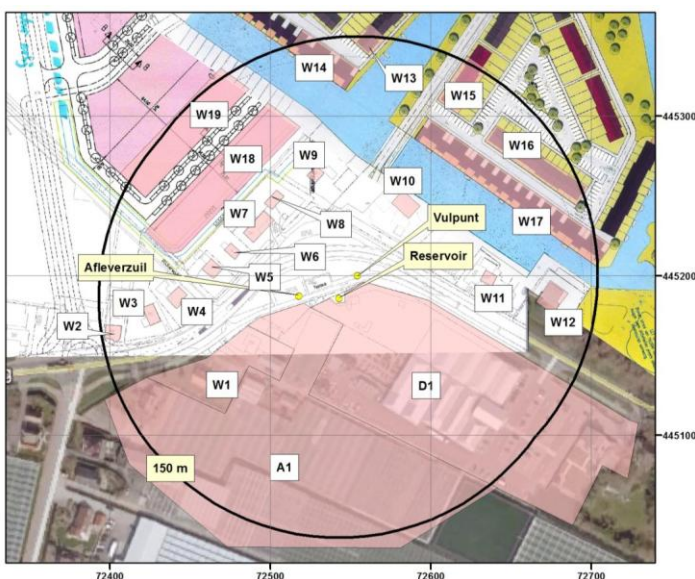 W14
W13
W15
W19
W16
W18
W9
W10
W7
W8
W17
Vulpunt
W6
Afleverzuil
Reservoir
W5
W11
W3
W4
W12
W2
W1
D1
150 m
A1
445300
445200
445100
72400
72500
72600
72700